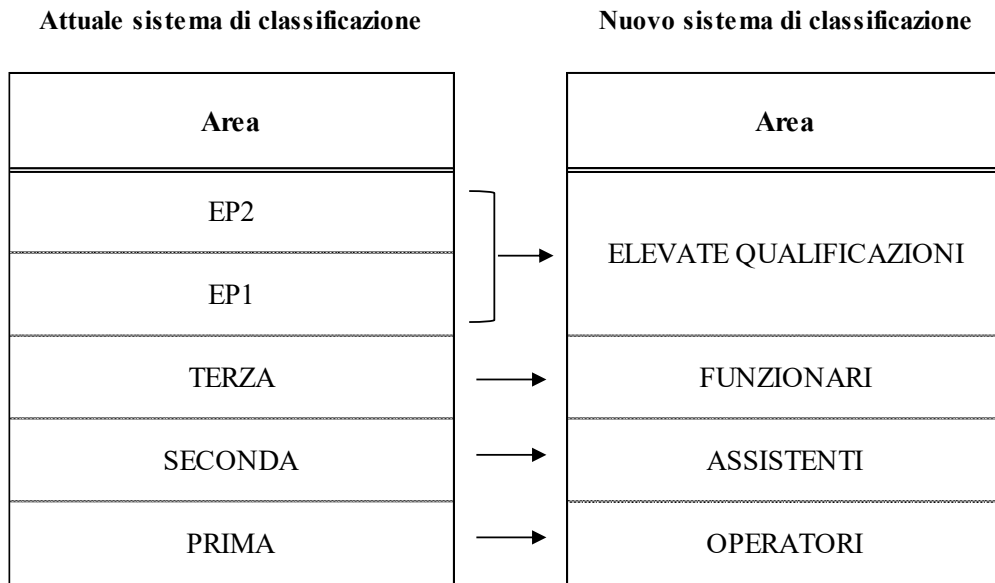 Attuale sistema di classificazione
Nuovo sistema di classificazione
Area
Area
EP2
EP1
ELEVATE QUALIFICAZIONI
TERZA
FUNZIONARI
SECONDA
ASSISTENTI
PRIMA
OPERATORI